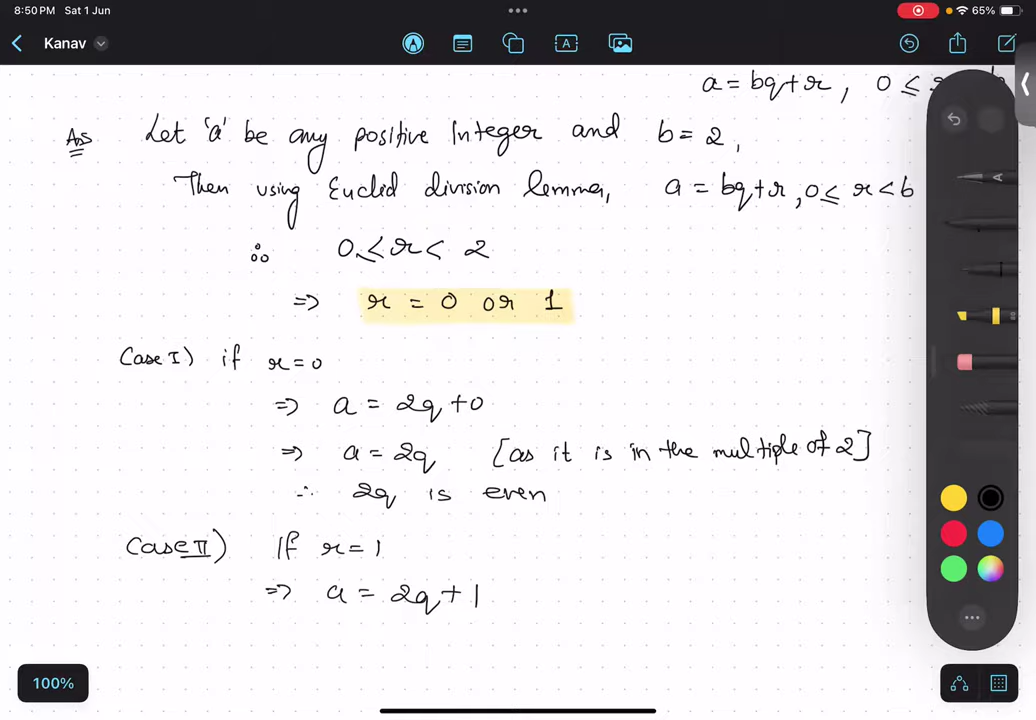 8:50 PM Sat 1 Jun
65%
Kanav
A
a = bq + r, 0 ≤
Ans Let 'a' be any positive Integer and b = 2,
Then using Euclid division lemma, a = bq + r, 0 ≤ r < b
∴ 0 ≤ r < 2
⇒ r = 0 or 1
Case I) if r = 0
⇒ a = 2q + 0
⇒ a = 2q [as it is in the multiple of 2]
∴ 2q is even
Case II) If r = 1
⇒ a = 2q + 1
100%